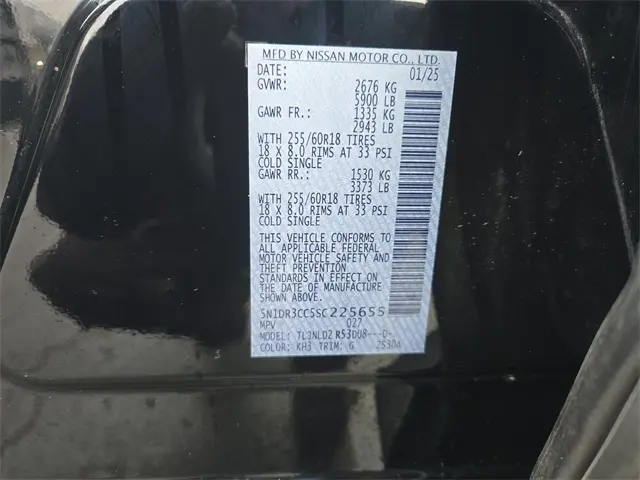 MFD BY NISSAN MOTOR CO., LTD.
DATE: 01/25
GVWR: 2676 KG
5900 LB
GAWR FR.: 1335 KG
2943 LB
WITH 255/60R18 TIRES
18 X 8.0 RIMS AT 33 PSI
COLD SINGLE
GAWR RR.: 1530 KG
3373 LB
WITH 255/60R18 TIRES
18 X 8.0 RIMS AT 33 PSI
COLD SINGLE
THIS VEHICLE CONFORMS TO
ALL APPLICABLE FEDERAL
MOTOR VEHICLE SAFETY AND
THEFT PREVENTION
STANDARDS IN EFFECT ON
THE DATE OF MANUFACTURE
SHOWN ABOVE.
5N1DR3CC5SC225655
MPV 027
MODEL: R53DU8---D-
COLOR: KH3 TRIM: G 25304